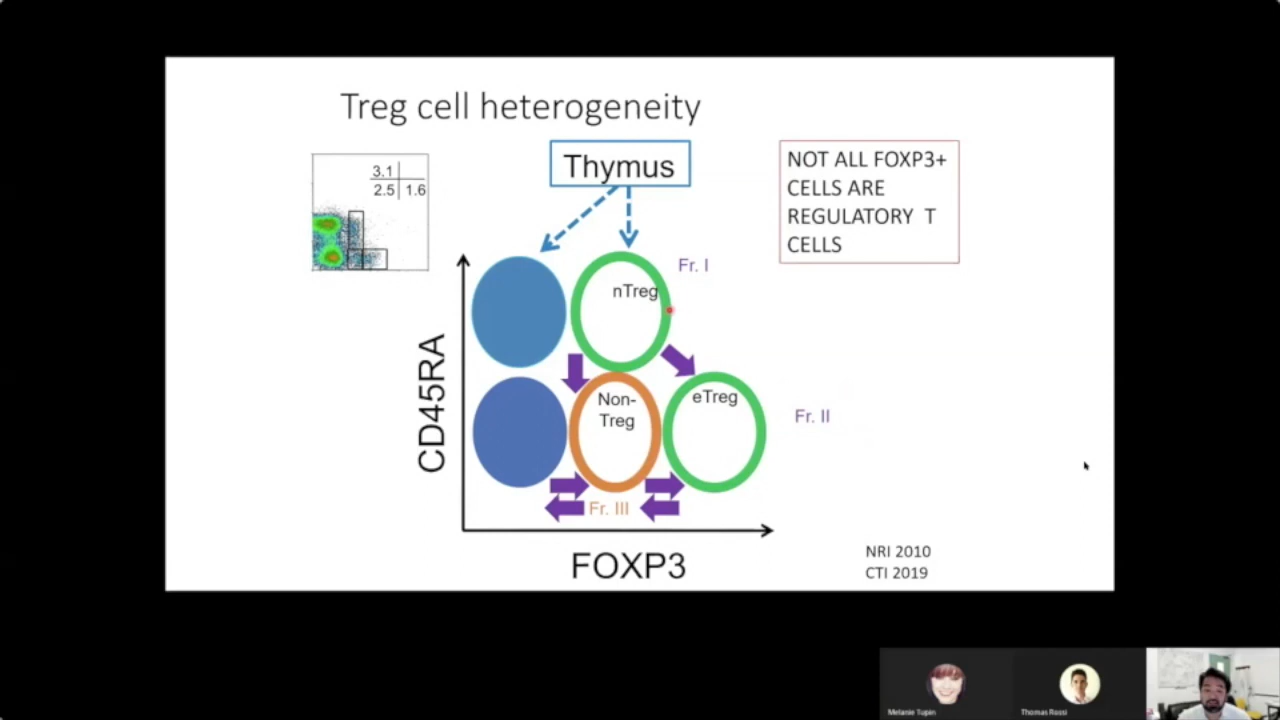 Treg cell heterogeneity
3.1
2.5 1.6
Thymus
NOT ALL FOXP3+
CELLS ARE
REGULATORY T
CELLS
Fr. I
nTreg
CD45RA
Non-
Treg
eTreg
Fr. II
Fr. III
FOXP3
NRI 2010
CTI 2019
Melanie Tupin
Thomas Rossi